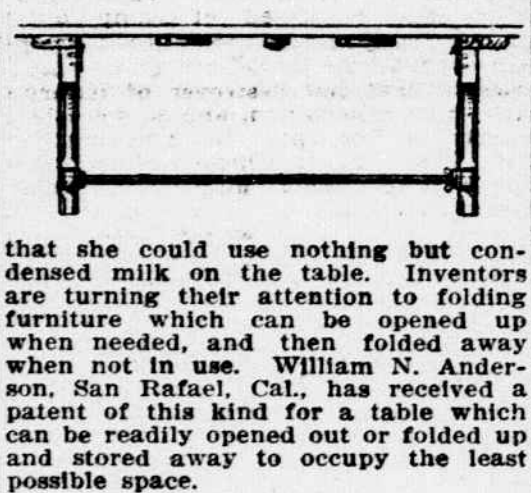 that she could use nothing but con-
densed milk on the table. Inventors
are turning their attention to folding
furniture which can be opened up
when needed, and then folded away
when not in use. William N. Ander-
son, San Rafael, Cal., has received a
patent of this kind for a table which
can be readily opened out or folded up
and stored away to occupy the least
possible space.